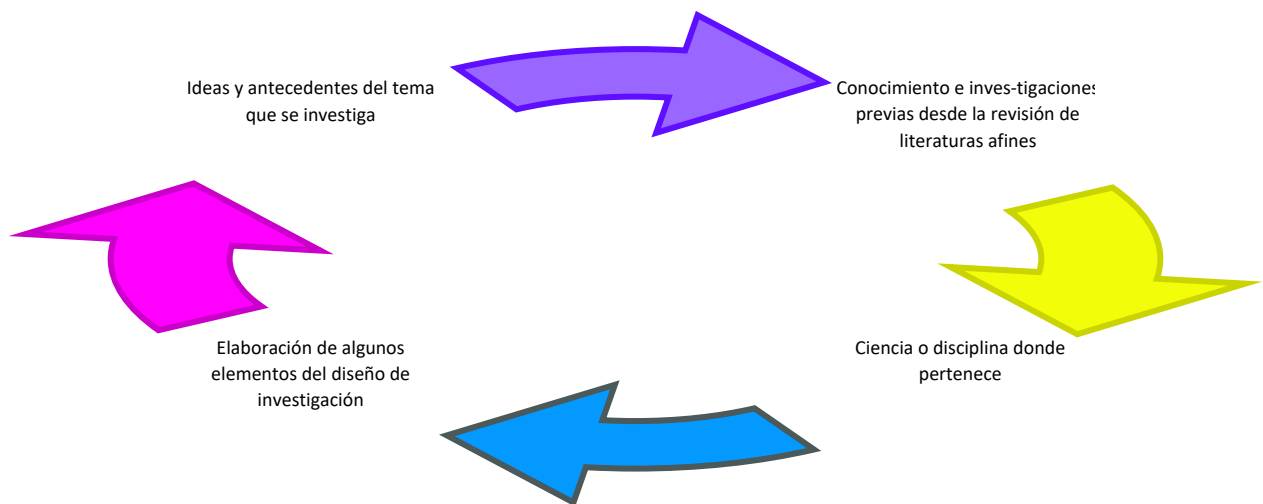 Ideas y antecedentes del tema
que se investiga
Conocimiento e inves-tigaciones
previas desde la revisión de
literaturas afines
Elaboración de algunos
elementos del diseño de
investigación
Ciencia o disciplina donde
pertenece